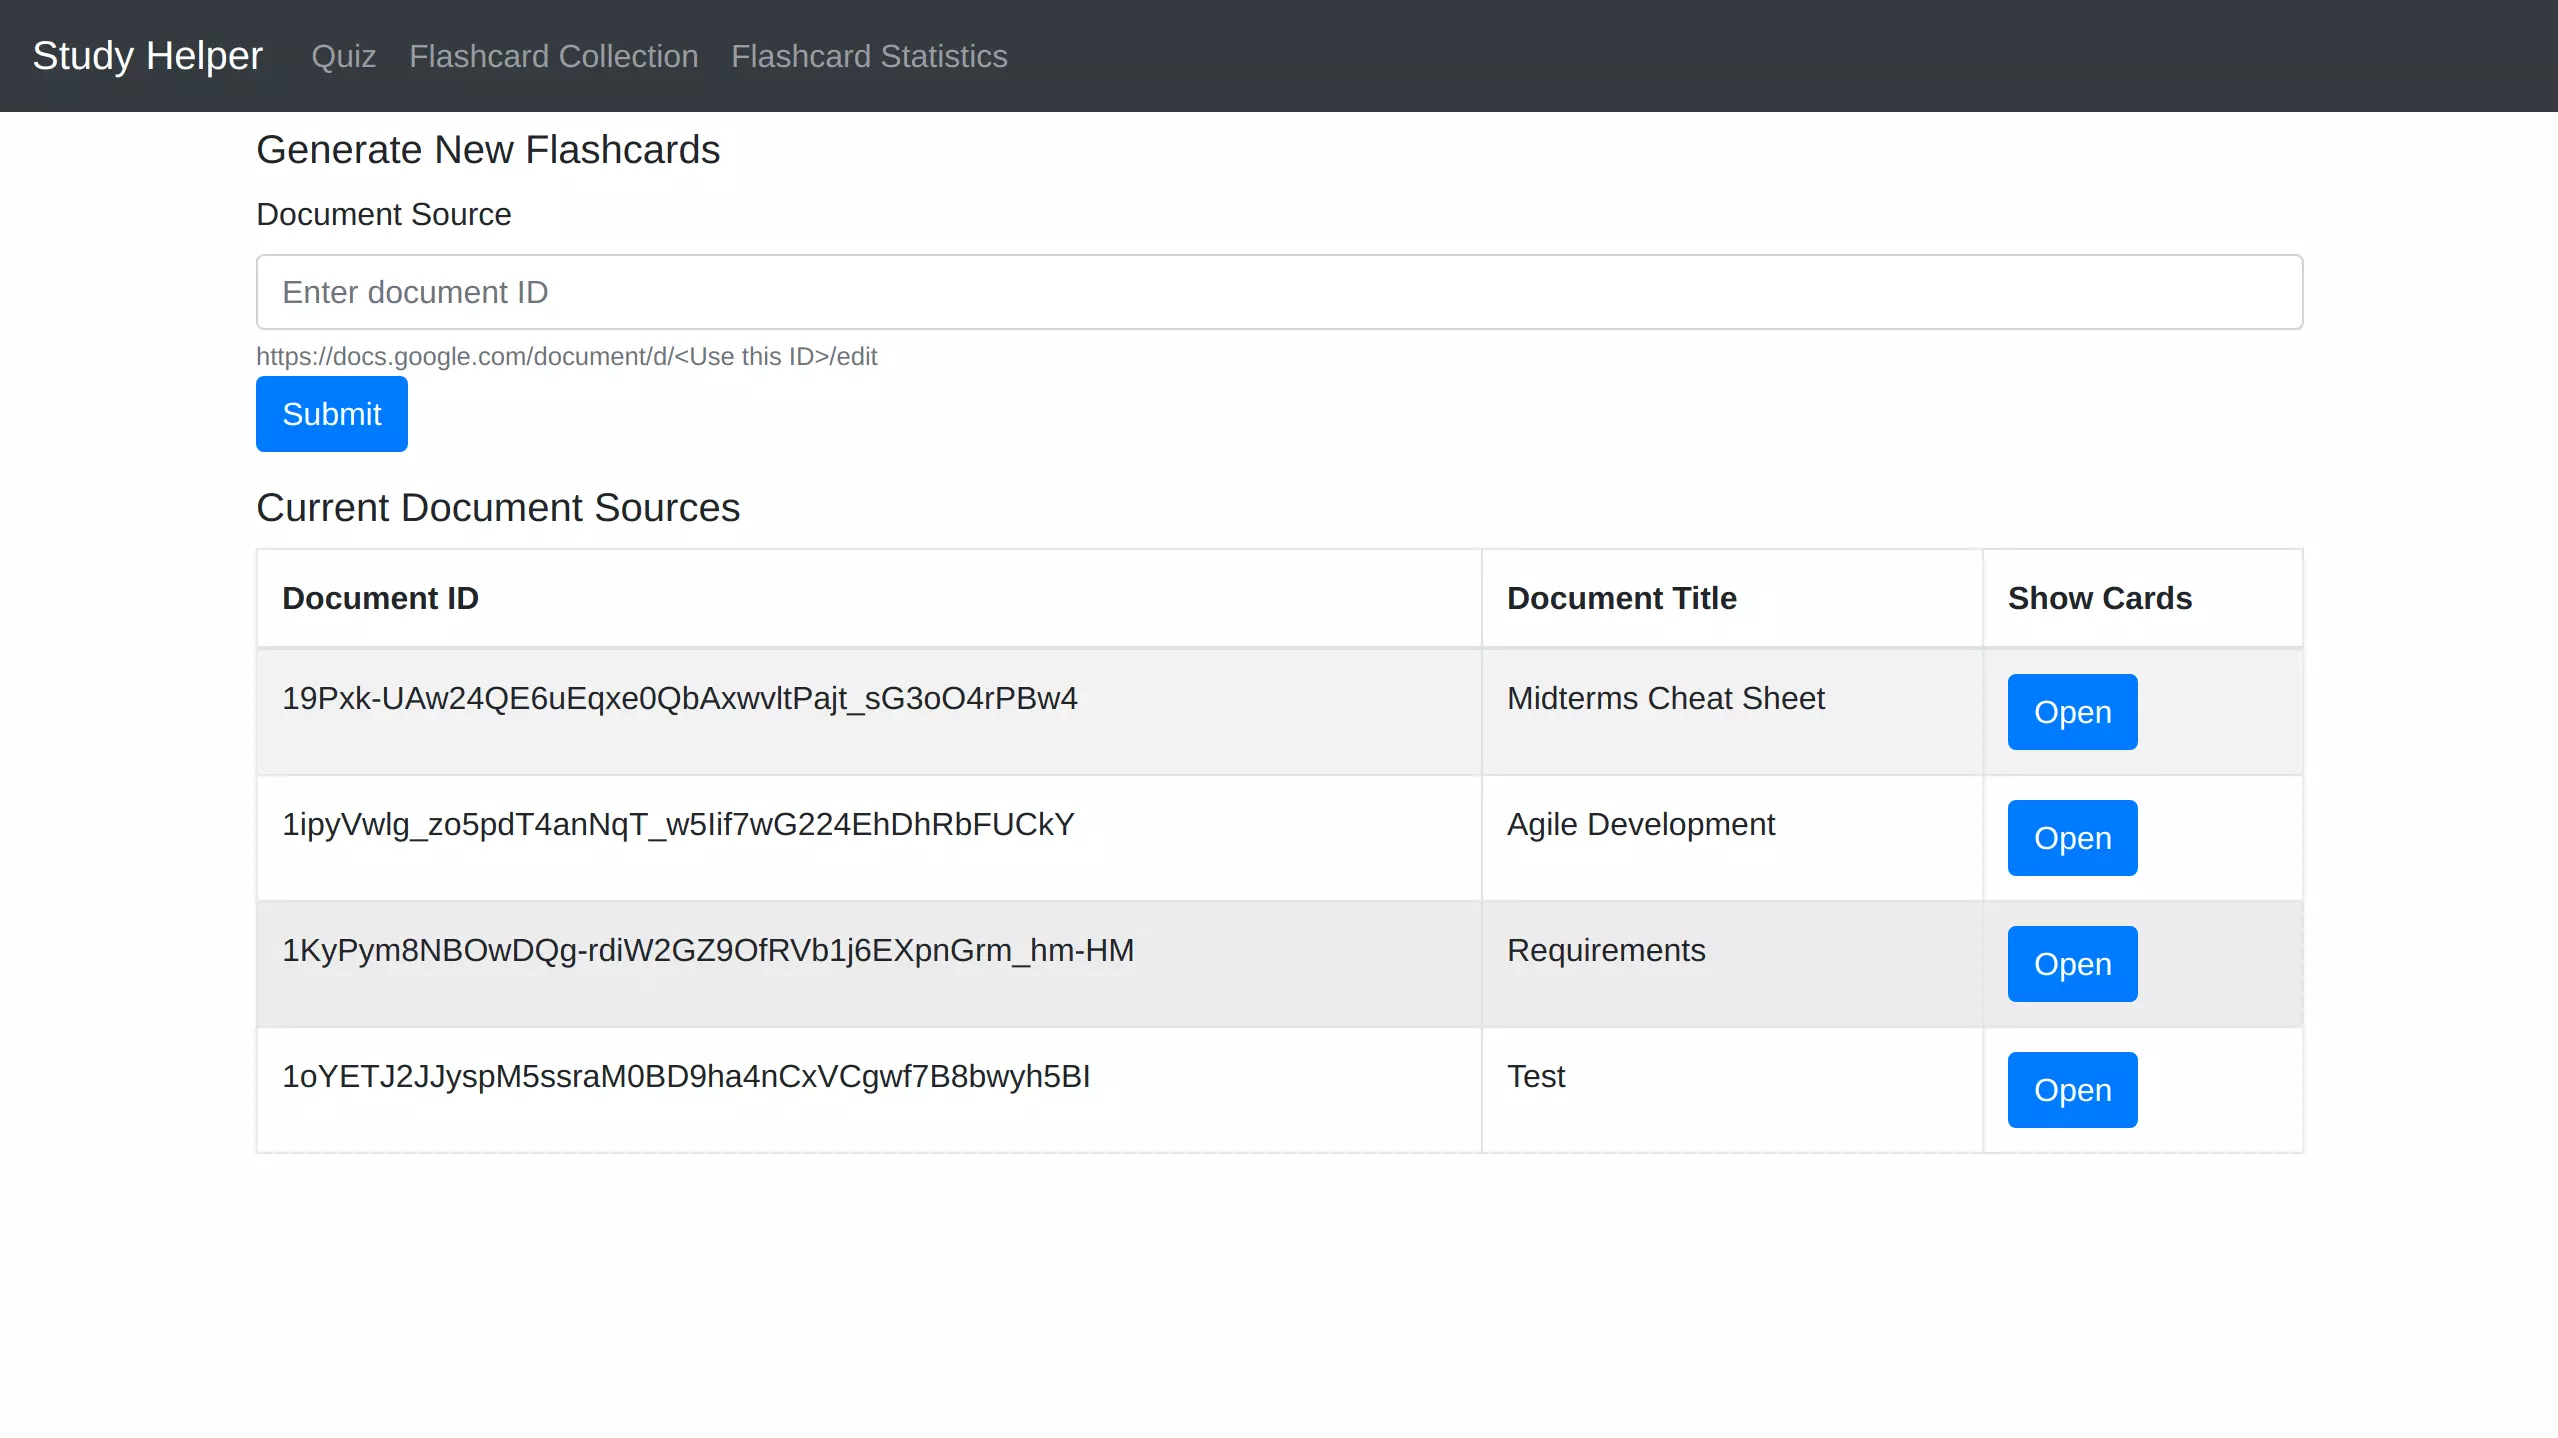 Study Helper Quiz Flashcard Collection Flashcard Statistics
Generate New Flashcards
Document Source
Enter document ID
https://docs.google.com/document/d/<Use this ID>/edit
Submit
Current Document Sources
Document ID Document Title Show Cards
19Pxk-UAw24QE6uEqxe0QbAxwvltPajt_sG3oO4rPBw4 Midterms Cheat Sheet Open
1ipyVwlg_zo5pdT4anNqT_w5Iif7wG224EhDhRbFUCkY Agile Development Open
1KyPym8NBOwDQg-rdiW2GZ9OfRVb1j6EXpnGrm_hm-HM Requirements Open
1oYETJ2JJyspM5ssraM0BD9ha4nCxVCgwf7B8bwyh5BI Test Open